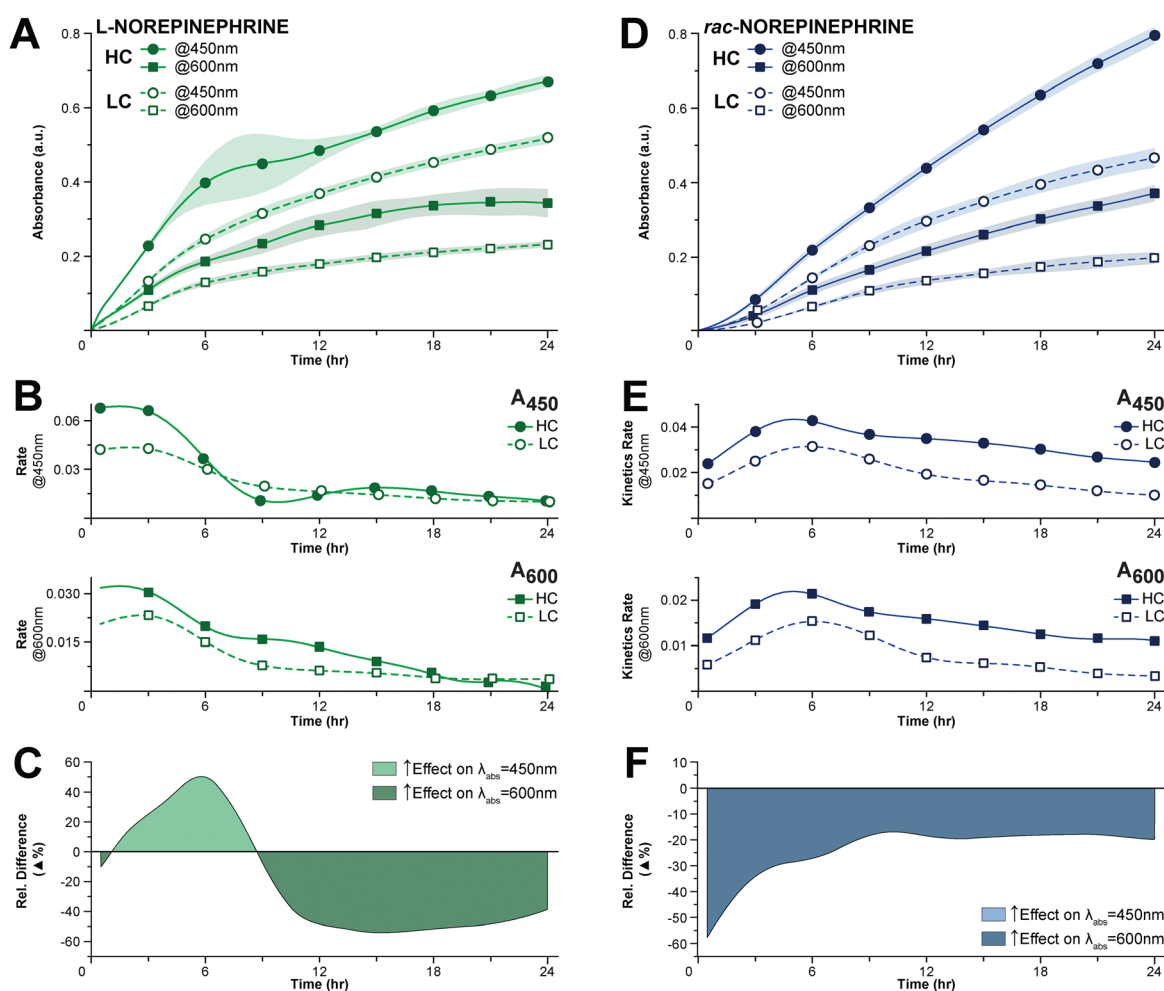 A
L-NOREPINEPHRINE
HC
@450nm
@600nm
LC
@450nm
@600nm
Absorbance (a.u.)
0.8
0.6
0.4
0.2
0
6
12
18
24
Time (hr)
D
rac-NOREPINEPHRINE
HC
@450nm
@600nm
LC
@450nm
@600nm
Absorbance (a.u.)
0.8
0.6
0.4
0.2
0
6
12
18
24
Time (hr)
B
A450
HC
LC
Rate
@450nm
0.06
0.03
0
6
12
18
24
Time (hr)
A600
HC
LC
Rate
@600nm
0.030
0.015
0
6
12
18
24
Time (hr)
E
A450
HC
LC
Kinetics Rate
@450nm
0.04
0.02
0
6
12
18
24
Time (hr)
A600
HC
LC
Kinetics Rate
@600nm
0.02
0.01
0
6
12
18
24
Time (hr)
C
↑Effect on λabs=450nm
↑Effect on λabs=600nm
Rel. Difference
(▲%)
60
40
20
0
-20
-40
-60
0
6
12
18
24
Time (hr)
F
↑Effect on λabs=450nm
↑Effect on λabs=600nm
Rel. Difference
(▲%)
10
0
-10
-20
-30
-40
-50
-60
0
6
12
18
24
Time (hr)